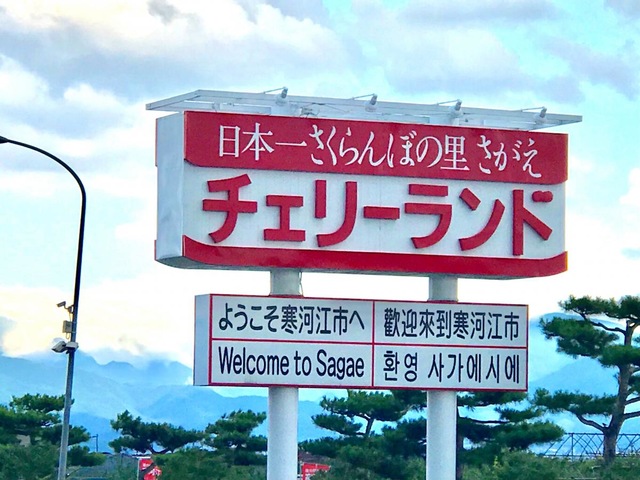 日本一さくらんぼの里 さがえ
チェリーランド
ようこそ寒河江市へ
歡迎來到寒河江市
Welcome to Sagae
환영 사가에시에